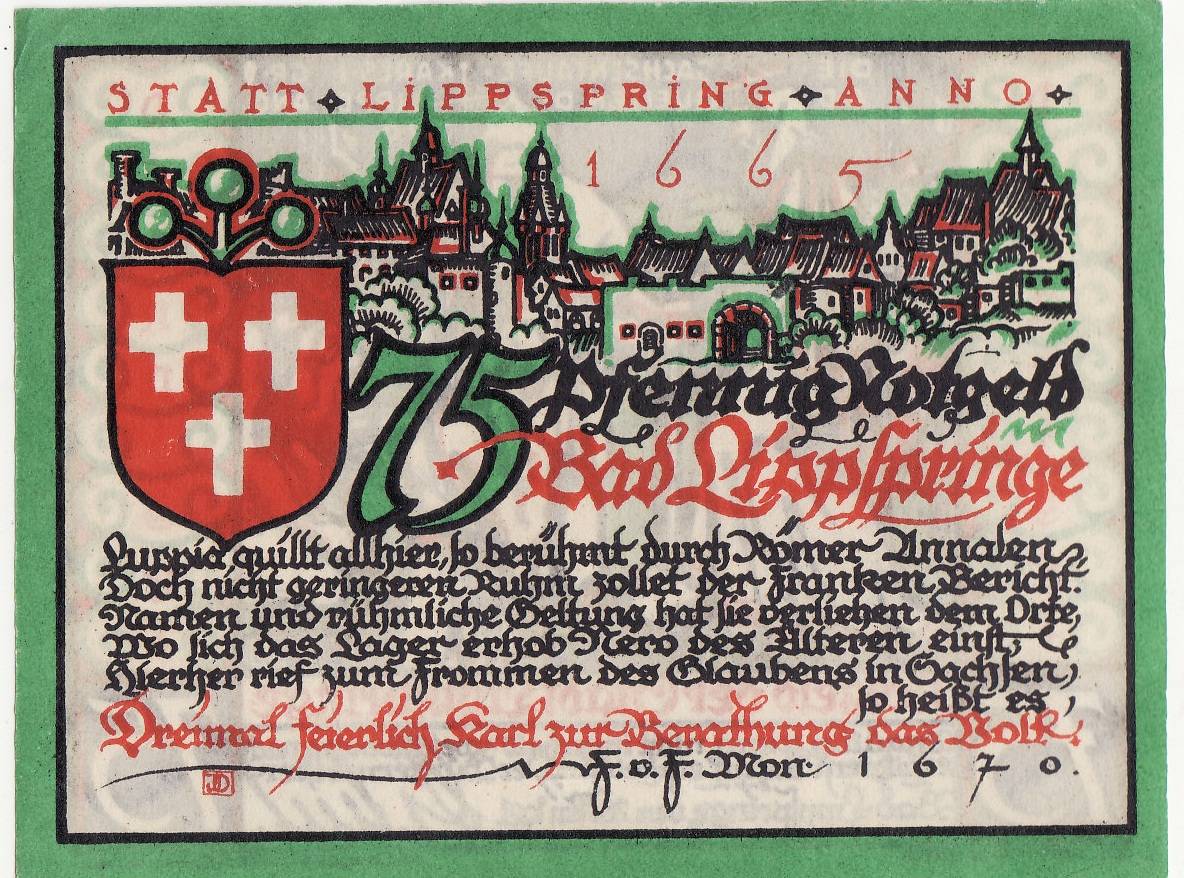 STATT LIPPSPRING ANNO
1665
75 Pfennig Notgeld
Bad Lippspringe
Luppia quillt allhier, so berühmt durch Römer Annalen,
Doch nicht geringeren Ruhm zollet der Franken Bericht.
Namen und rühmliche Geltung hat sie verliehen dem Orte,
Wo sich das Lager erhob Nero des Älteren einst,
Hierher rief zum Frommen des Glaubens in Sachsen,
so heißt es,
Dreimal feierlich Karl zur Berathung das Volk.
F. v. F. Mon. 1670.
JD